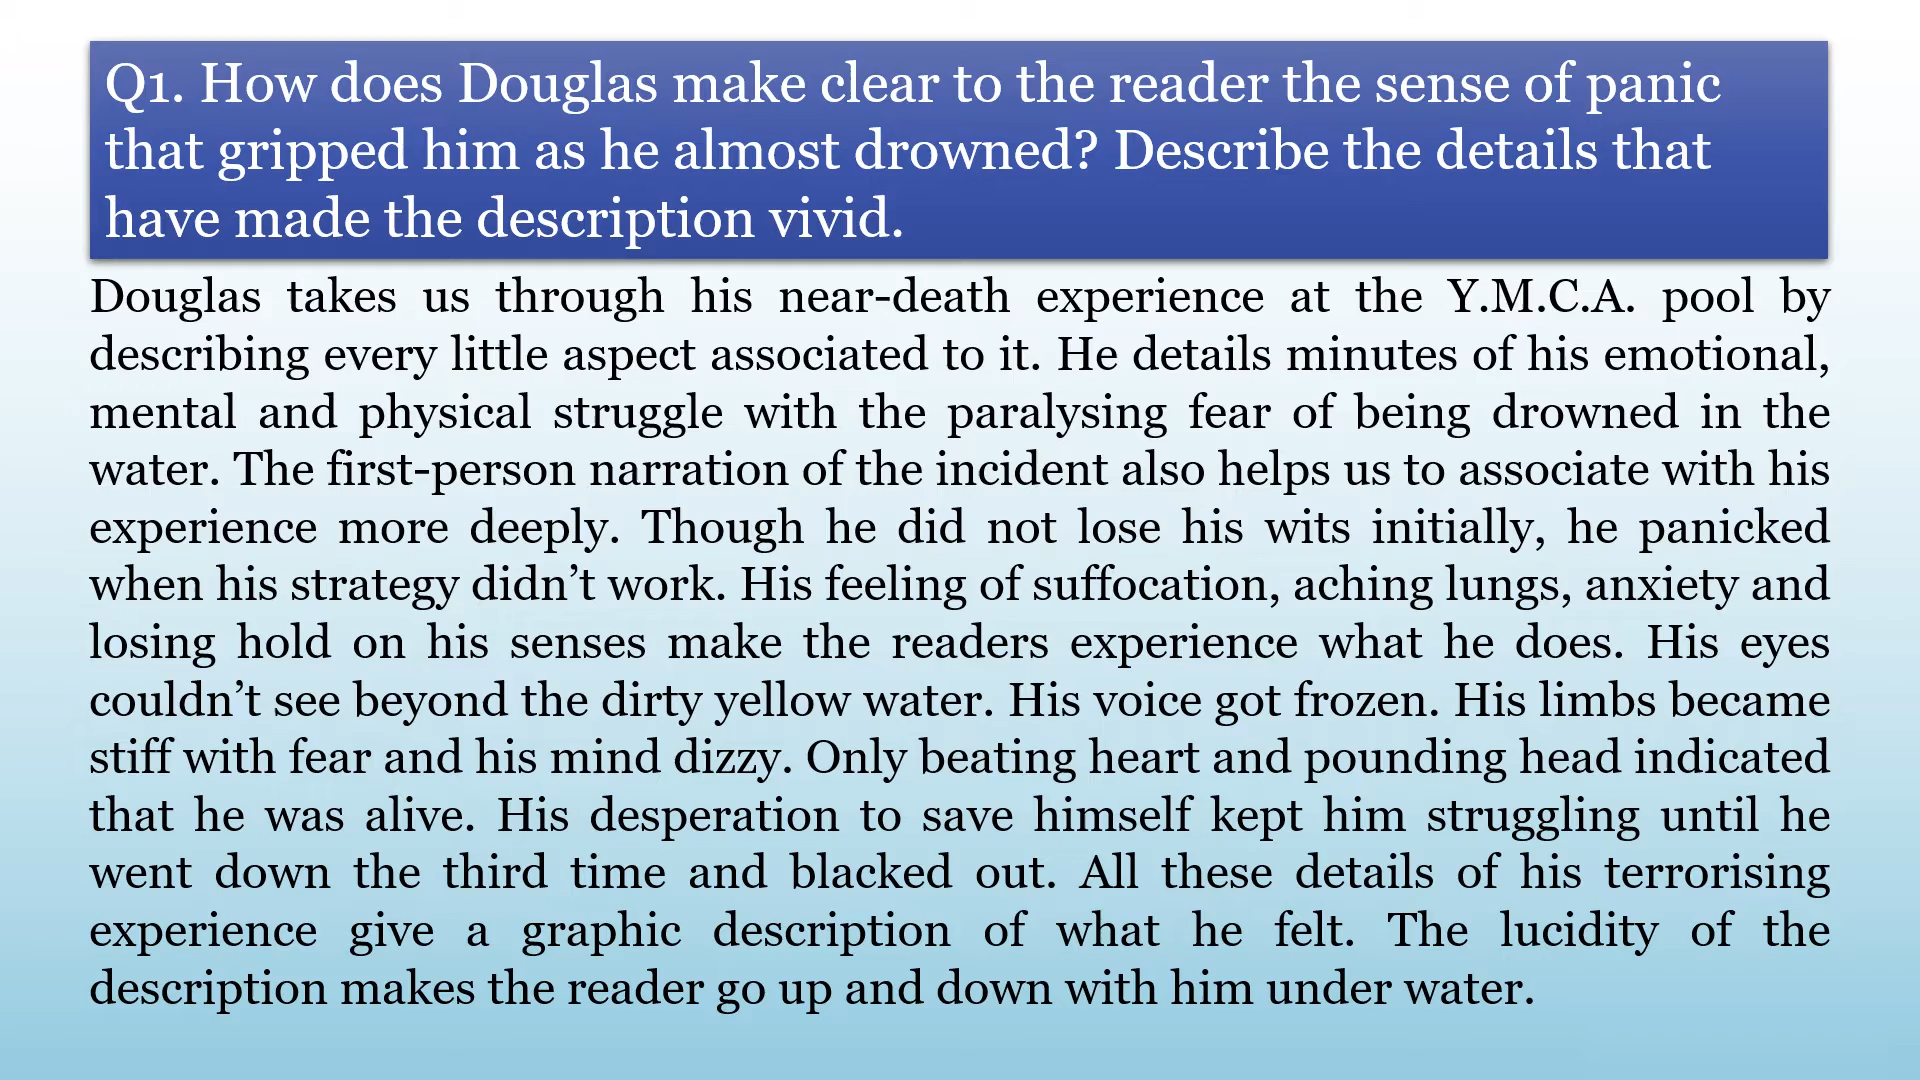 Q1. How does Douglas make clear to the reader the sense of panic
that gripped him as he almost drowned? Describe the details that
have made the description vivid.
Douglas takes us through his near-death experience at the Y.M.C.A. pool by
describing every little aspect associated to it. He details minutes of his emotional,
mental and physical struggle with the paralysing fear of being drowned in the
water. The first-person narration of the incident also helps us to associate with his
experience more deeply. Though he did not lose his wits initially, he panicked
when his strategy didn’t work. His feeling of suffocation, aching lungs, anxiety and
losing hold on his senses make the readers experience what he does. His eyes
couldn’t see beyond the dirty yellow water. His voice got frozen. His limbs became
stiff with fear and his mind dizzy. Only beating heart and pounding head indicated
that he was alive. His desperation to save himself kept him struggling until he
went down the third time and blacked out. All these details of his terrorising
experience give a graphic description of what he felt. The lucidity of the
description makes the reader go up and down with him under water.